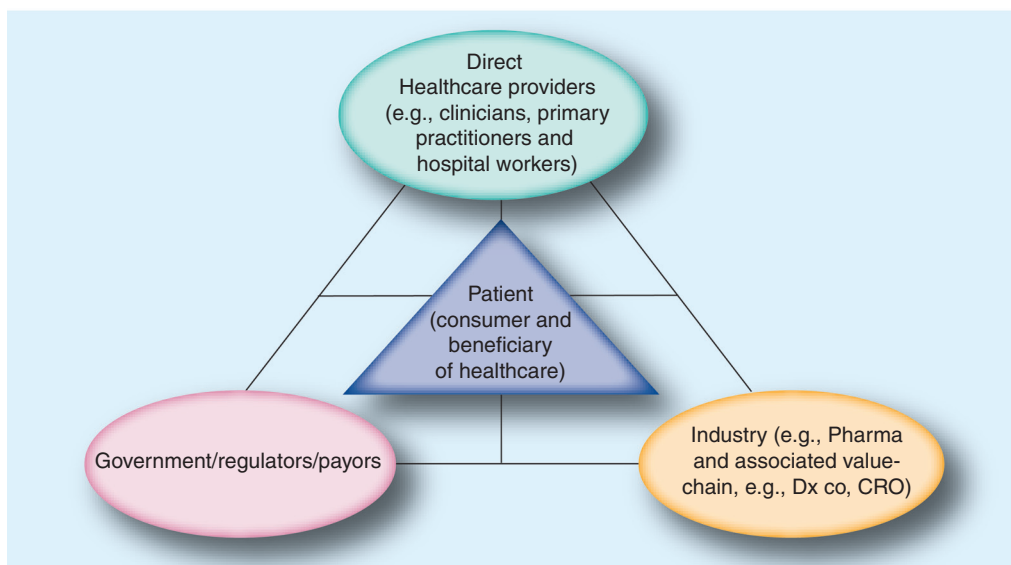 Direct
Healthcare providers
(e.g., clinicians, primary
practitioners and
hospital workers)
Patient
(consumer and
beneficiary
of healthcare)
Government/regulators/payors
Industry (e.g., Pharma
and associated value-
chain, e.g., Dx co, CRO)